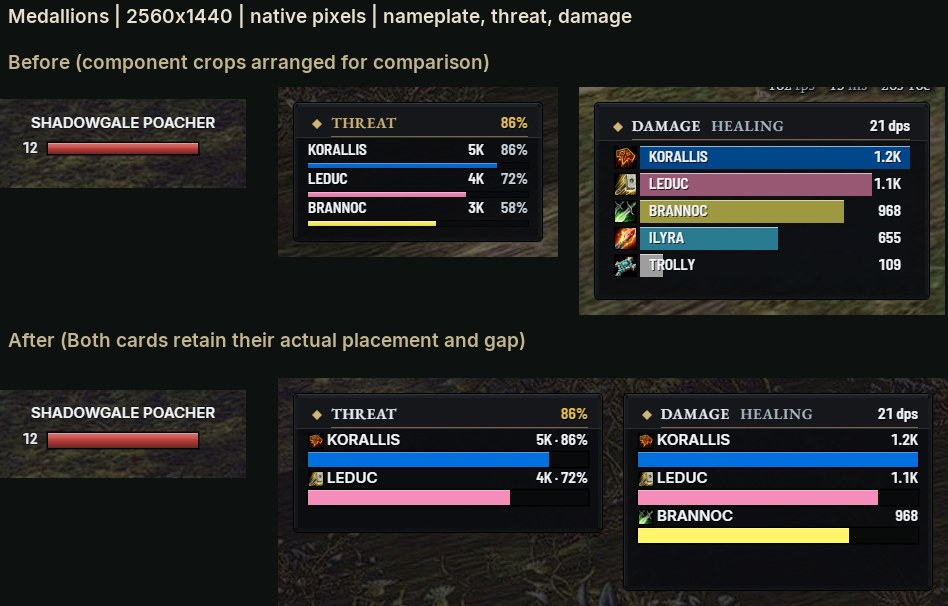 Medallions | 2560x1440 | native pixels | nameplate, threat, damage
Before (component crops arranged for comparison)
SHADOWGALE POACHER
12
THREAT 86%
KORALLIS 5K 86%
LEDUC 4K 72%
BRANNOC 3K 58%
DAMAGE HEALING 21 dps
KORALLIS 1.2K
LEDUC 1.1K
BRANNOC 968
ILYRA 655
TROLLY 109
After (Both cards retain their actual placement and gap)
SHADOWGALE POACHER
12
THREAT 86%
KORALLIS 5K · 86%
LEDUC 4K · 72%
DAMAGE HEALING 21 dps
KORALLIS 1.2K
LEDUC 1.1K
BRANNOC 968